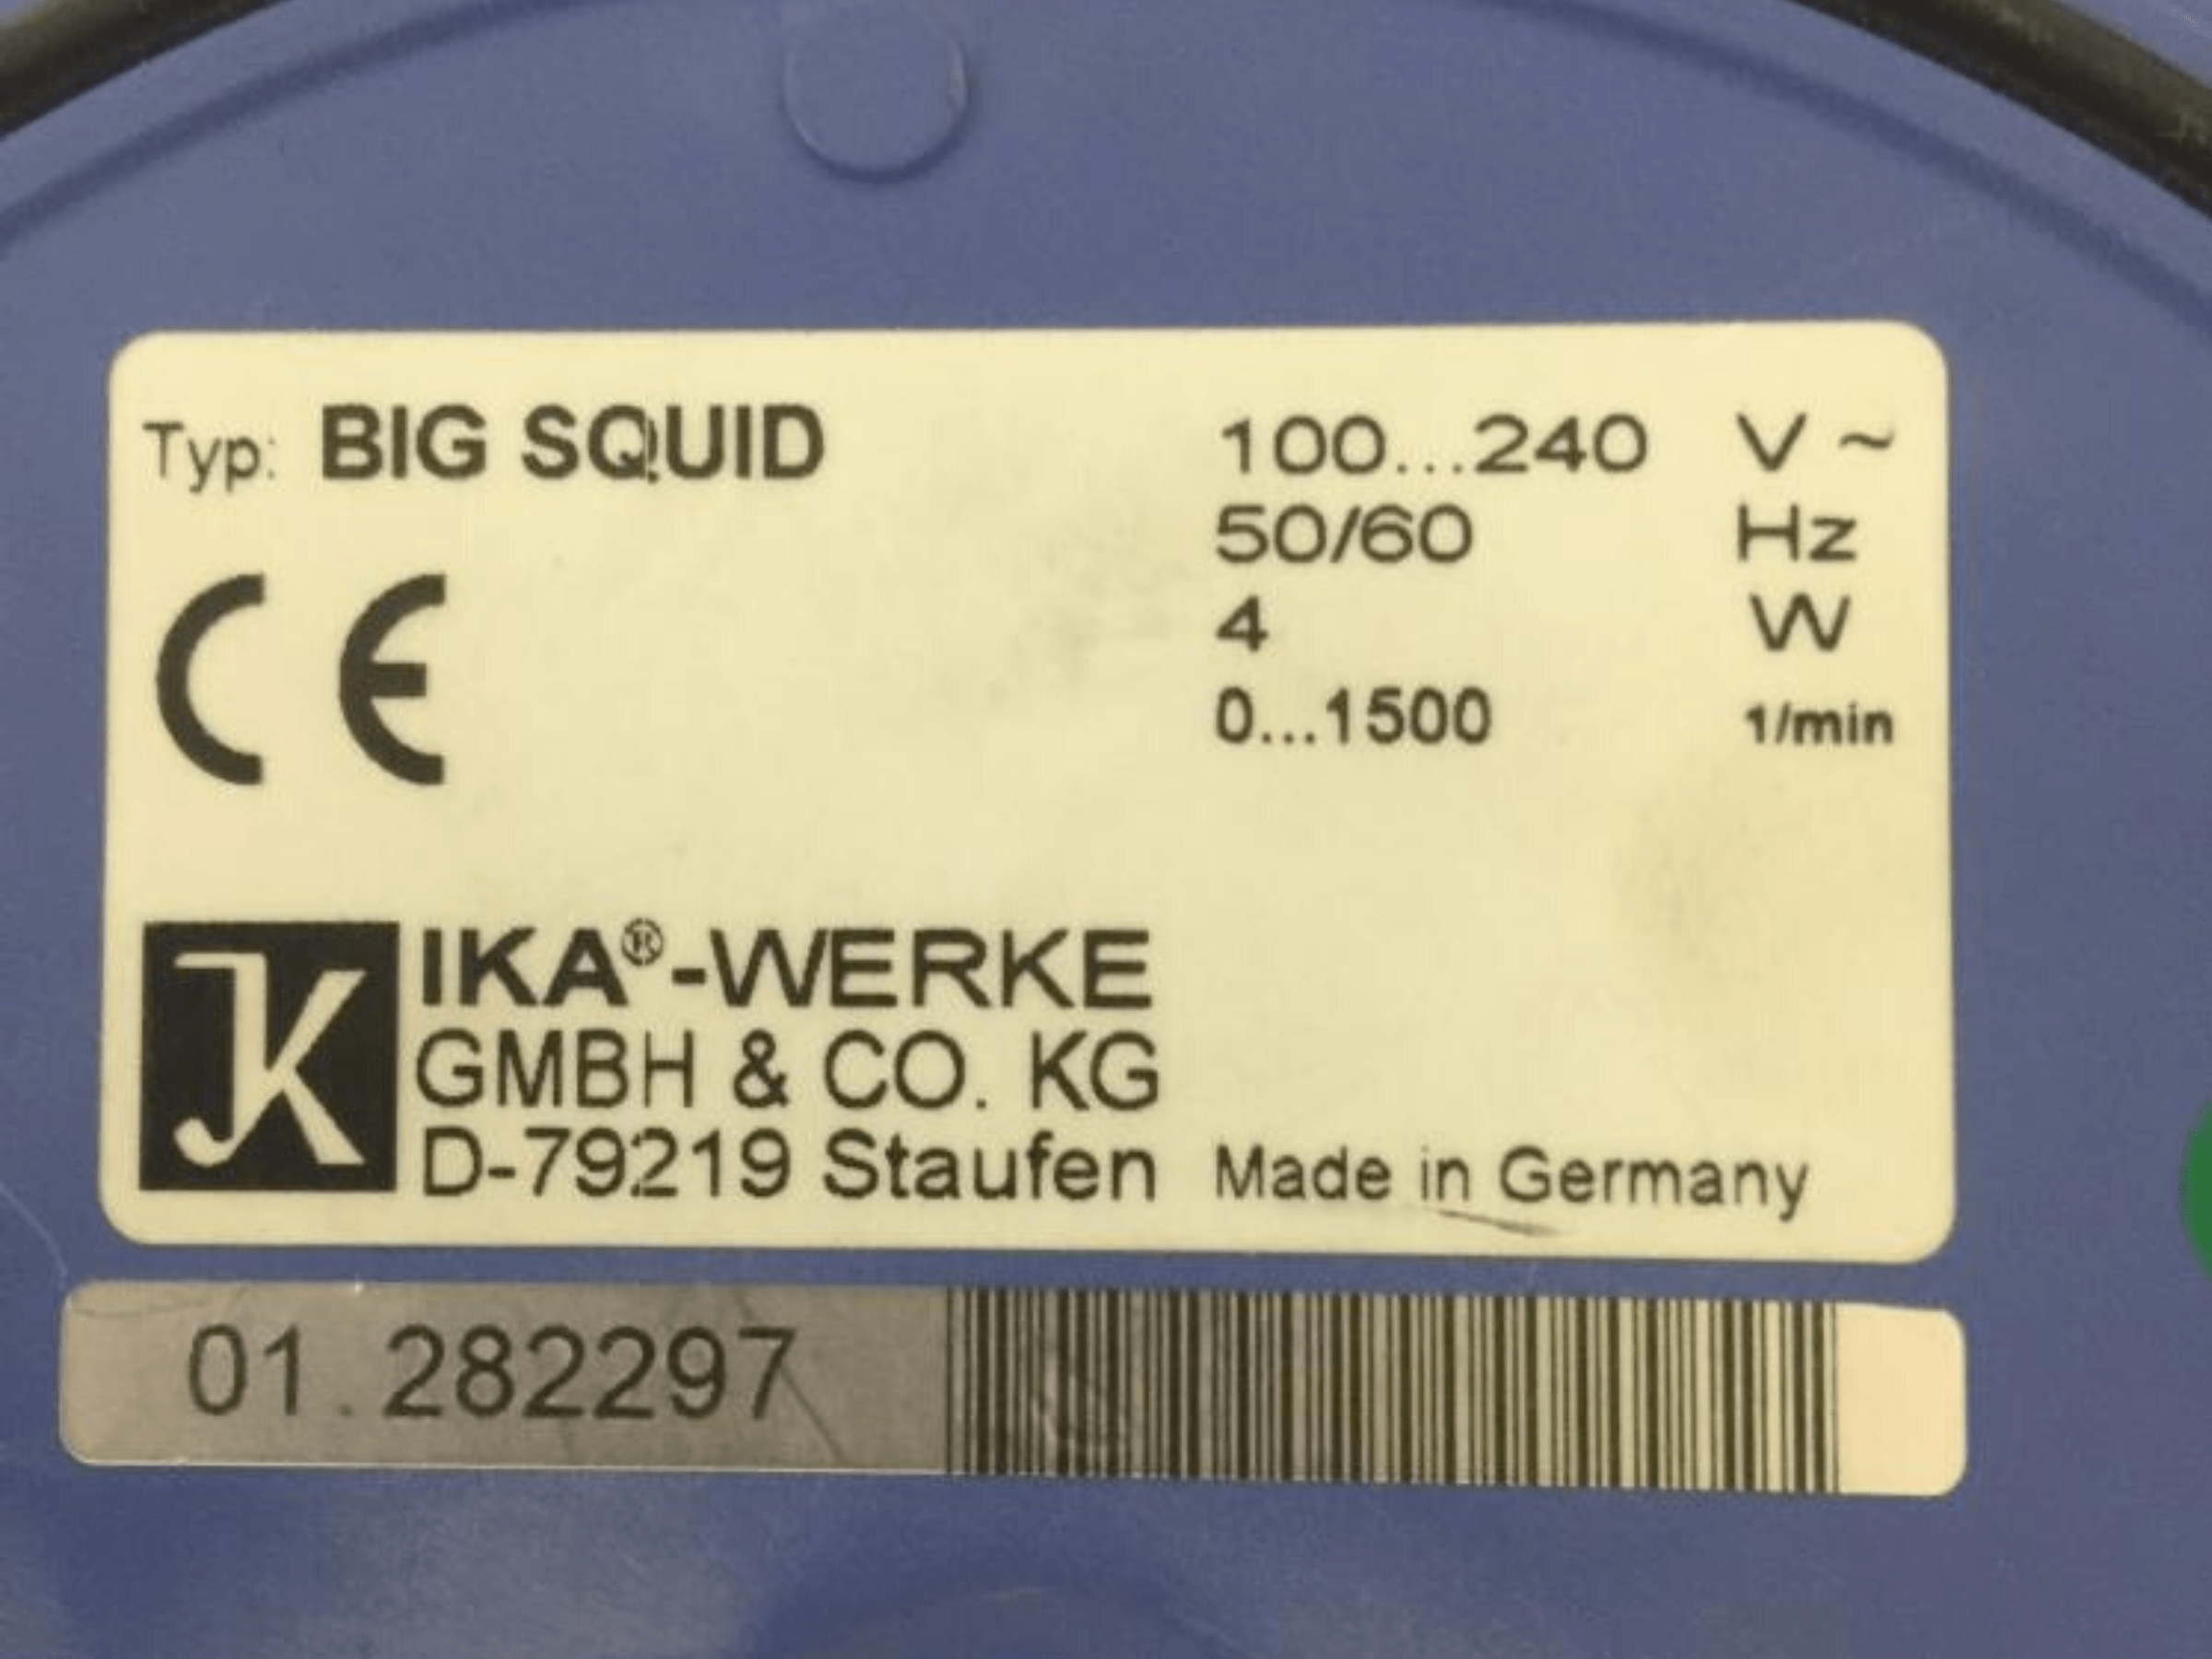 Typ: BIG SQUID 100...240 V ~
50/60 Hz
CE 4 W
0...1500 1/min
IKA®-WERKE
GMBH & CO. KG
D-79219 Staufen Made in Germany
01.282297